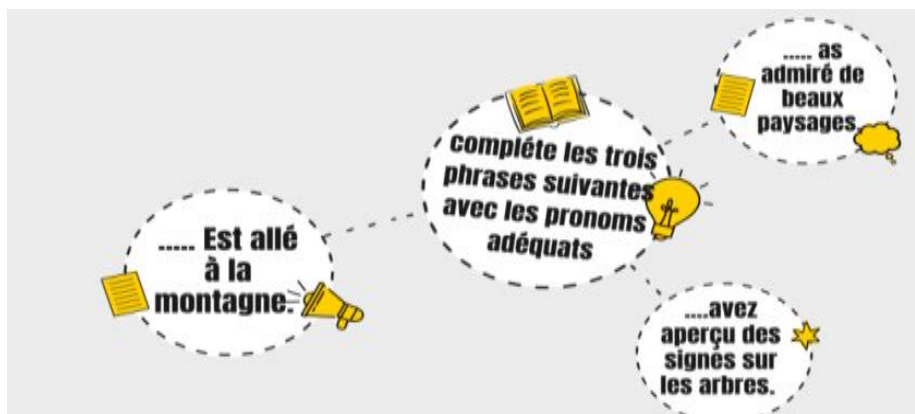 compléte les trois
phrases suivantes
avec les pronoms
adéquats
..... as
admiré de
beaux
paysages
..... Est allé
à la
montagne.
....avez
aperçu des
signes sur
les arbres.